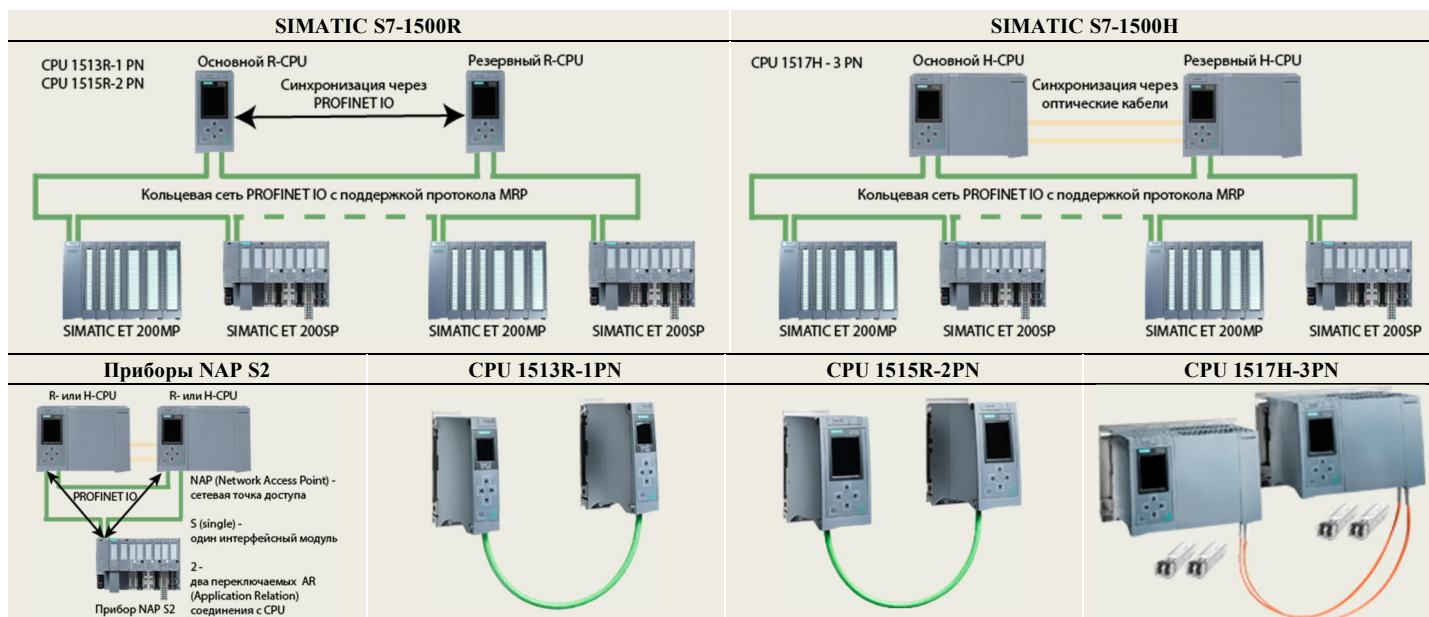 SIMATIC S7-1500R
CPU 1513R-1 PN
CPU 1515R-2 PN
Основной R-CPU
Резервный R-CPU
Синхронизация через
PROFINET IO
Кольцевая сеть PROFINET IO с поддержкой протокола MRP
SIMATIC ET 200MP
SIMATIC ET 200SP
SIMATIC ET 200MP
SIMATIC ET 200SP
SIMATIC S7-1500H
CPU 1517H - 3 PN
Основной H-CPU
Резервный H-CPU
Синхронизация через
оптические кабели
Кольцевая сеть PROFINET IO с поддержкой протокола MRP
SIMATIC ET 200MP
SIMATIC ET 200SP
SIMATIC ET 200MP
SIMATIC ET 200SP
Приборы NAP S2
R- или H-CPU
R- или H-CPU
PROFINET IO
NAP (Network Access Point) -
сетевая точка доступа
S (single) -
один интерфейсный модуль
2 -
два переключаемых AR
(Application Relation)
соединения с CPU
Прибор NAP S2
CPU 1513R-1PN
CPU 1515R-2PN
CPU 1517H-3PN